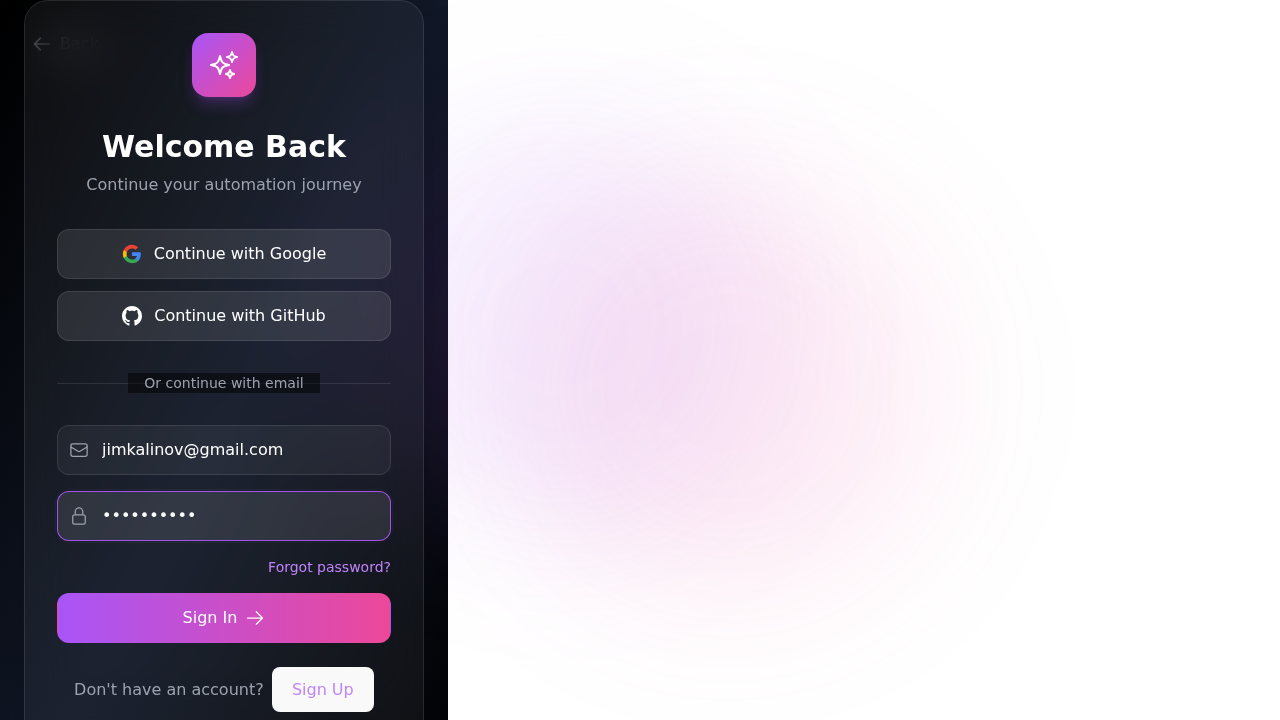 Back
Welcome Back
Continue your automation journey
Continue with Google
Continue with GitHub
Or continue with email
jimkalinov@gmail.com
••••••••••
Forgot password?
Sign In
Don't have an account? Sign Up